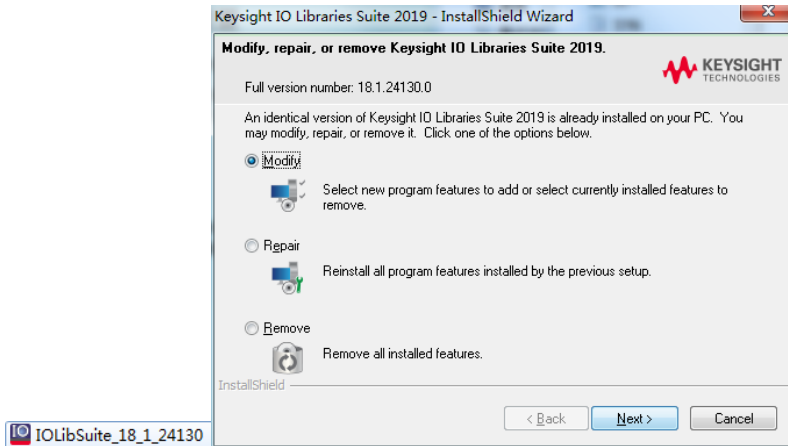 Keysight IO Libraries Suite 2019 - InstallShield Wizard
Modify, repair, or remove Keysight IO Libraries Suite 2019.
KEYSIGHT
TECHNOLOGIES
Full version number: 18.1.24130.0
An identical version of Keysight IO Libraries Suite 2019 is already installed on your PC. You
may modify, repair, or remove it. Click one of the options below.
Modify
Select new program features to add or select currently installed features to
remove.
Repair
Reinstall all program features installed by the previous setup.
Remove
Remove all installed features.
InstallShield
< Back
Next >
Cancel
IO IOLibSuite_18_1_24130